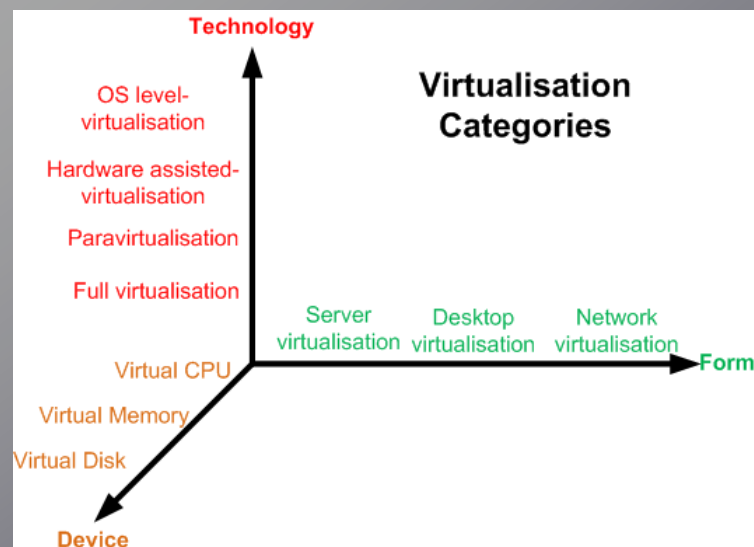 Technology
Virtualisation
Categories
OS level-
virtualisation
Hardware assisted-
virtualisation
Paravirtualisation
Full virtualisation
Server
virtualisation
Desktop
virtualisation
Network
virtualisation
Form
Virtual CPU
Virtual Memory
Virtual Disk
Device